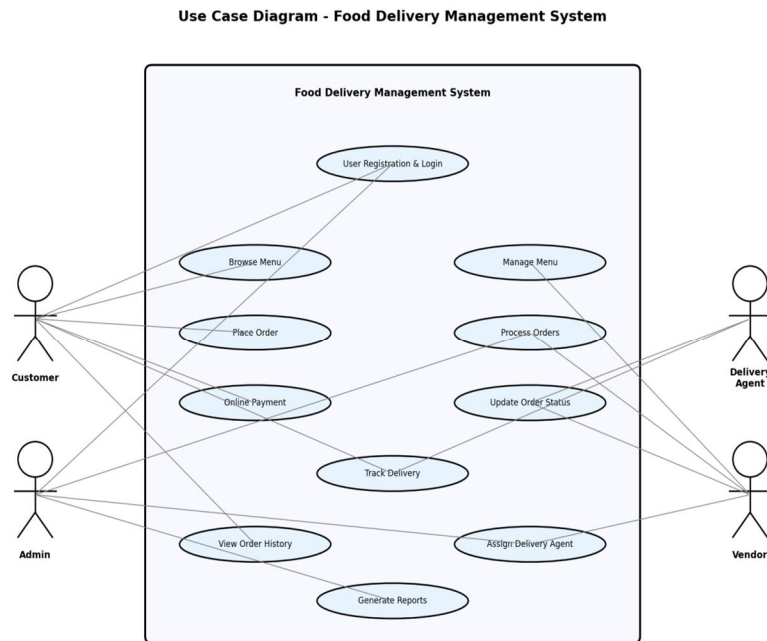 Use Case Diagram - Food Delivery Management System
Food Delivery Management System
User Registration & Login
Browse Menu
Manage Menu
Place Order
Process Orders
Customer
Delivery
Agent
Online Payment
Update Order Status
Track Delivery
View Order History
Assign Delivery Agent
Admin
Vendor
Generate Reports